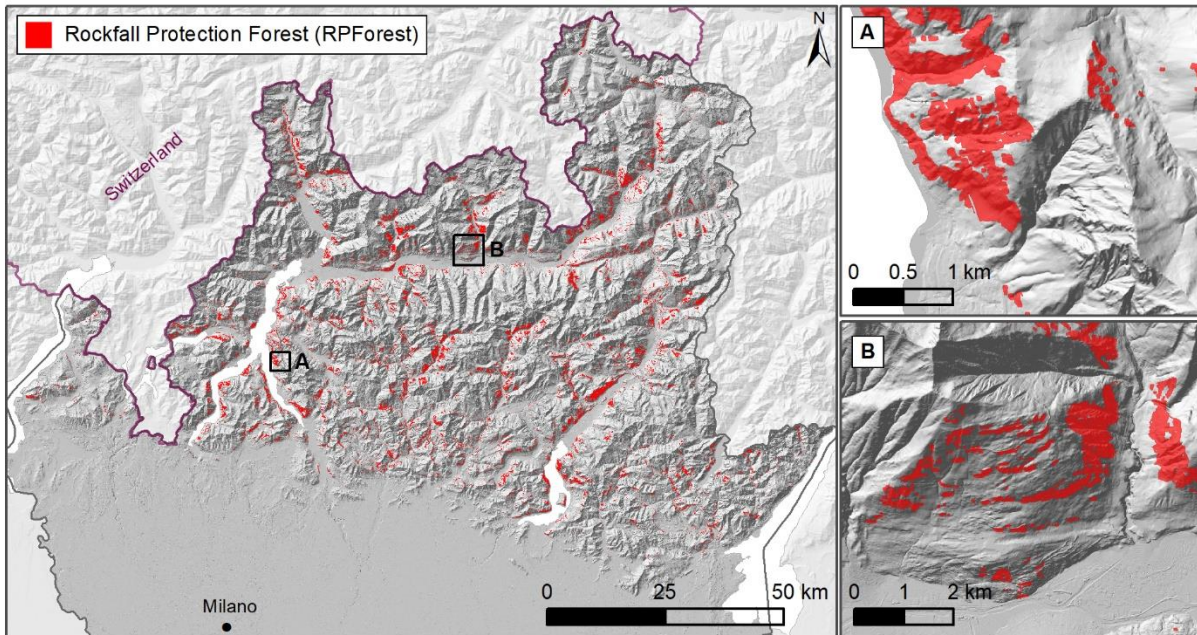 Rockfall Protection Forest (RPForest)
N
Switzerland
B
A
Milano
0 25 50 km
A
0 0.5 1 km
B
0 1 2 km